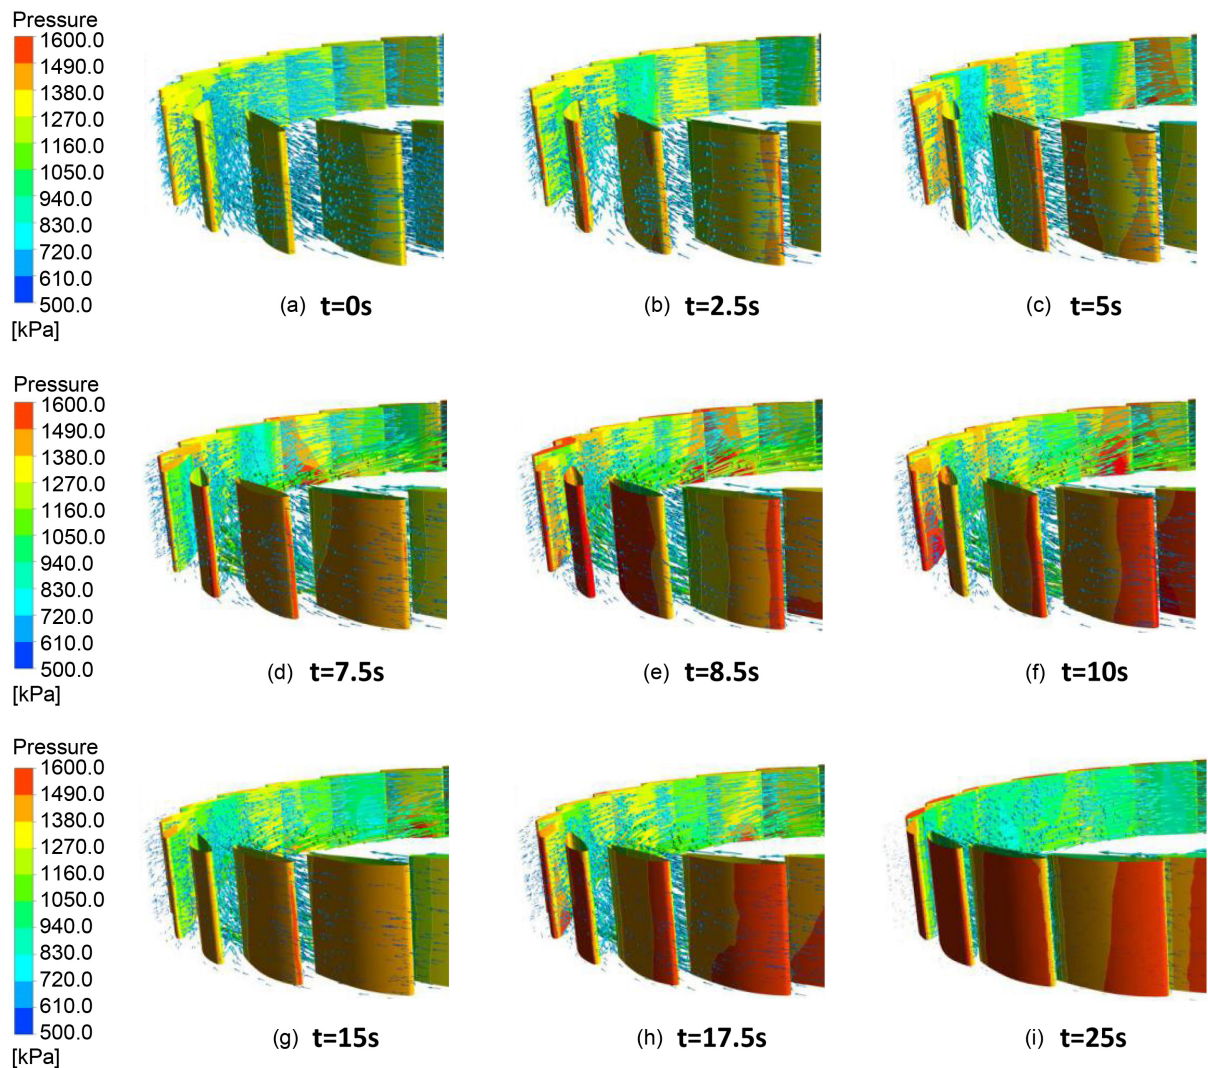 Pressure
1600.0
1490.0
1380.0
1270.0
1160.0
1050.0
940.0
830.0
720.0
610.0
500.0
[kPa]
(a) t=0s
(b) t=2.5s
(c) t=5s
Pressure
1600.0
1490.0
1380.0
1270.0
1160.0
1050.0
940.0
830.0
720.0
610.0
500.0
[kPa]
(d) t=7.5s
(e) t=8.5s
(f) t=10s
Pressure
1600.0
1490.0
1380.0
1270.0
1160.0
1050.0
940.0
830.0
720.0
610.0
500.0
[kPa]
(g) t=15s
(h) t=17.5s
(i) t=25s